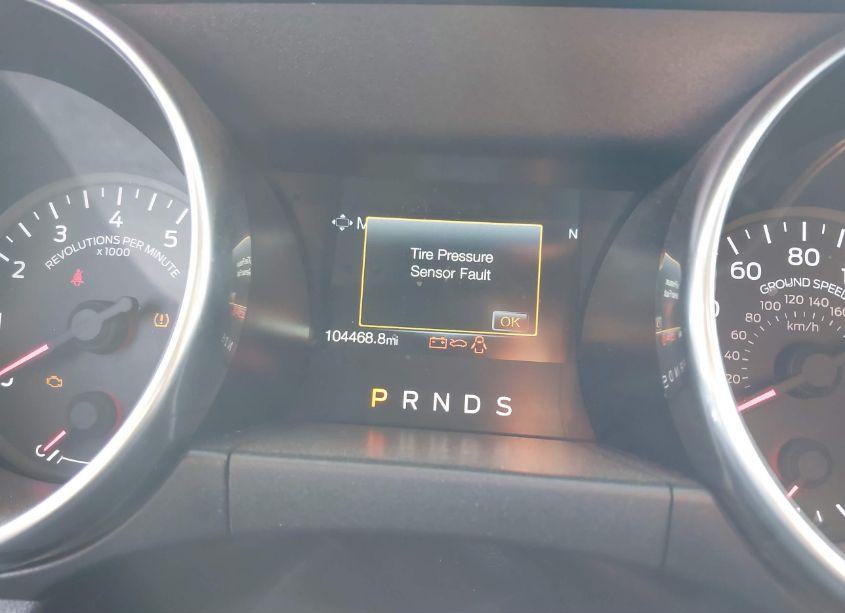 2 3 4 5
REVOLUTIONS PER MINUTE
x 1000
M
N
Tire Pressure
Sensor Fault
OK
104468.8mi
P R N D S
60 80
GROUND SPEED
20 40 60 80 100 120 140 160
km/h